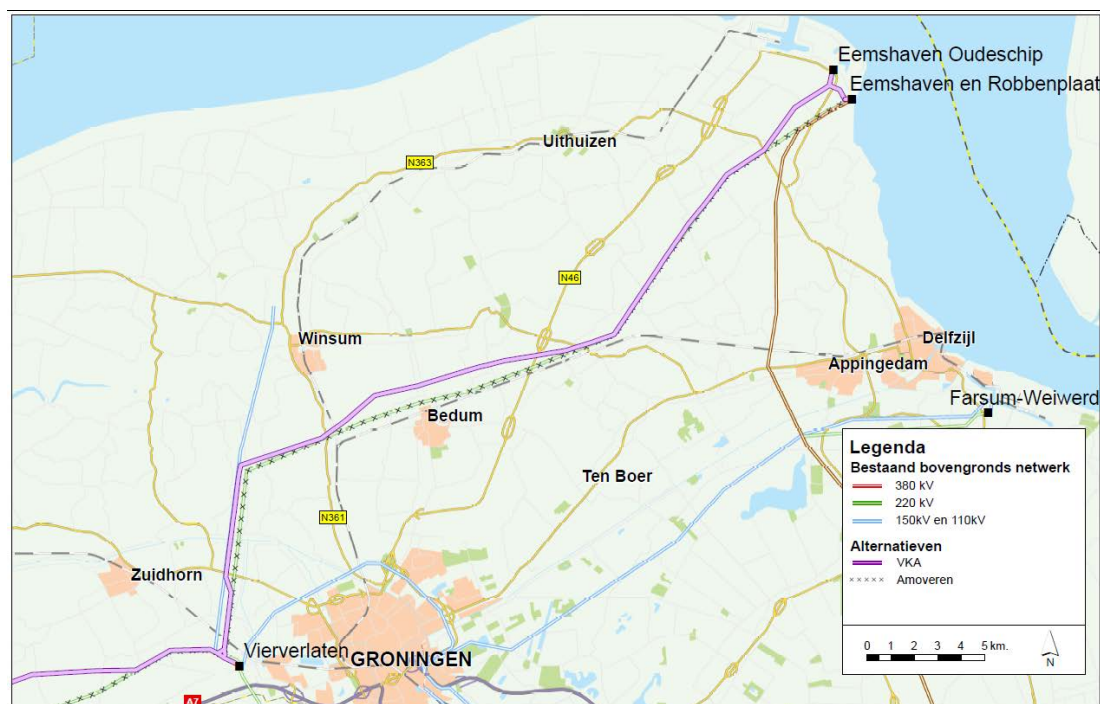 Eemshaven Oudeschip
Eemshaven en Robbenplaat
Uithuizen
N363
N46
Winsum
Delfzijl
Appingedam
Farsum-Weiwerd
Bedum
Ten Boer
N361
Zuidhorn
Vierverlaten
GRONINGEN
A7
Legenda
Bestaand bovengronds netwerk
380 kV
220 kV
150kV en 110kV
Alternatieven
VKA
Amoveren
0 1 2 3 4 5 km.
N